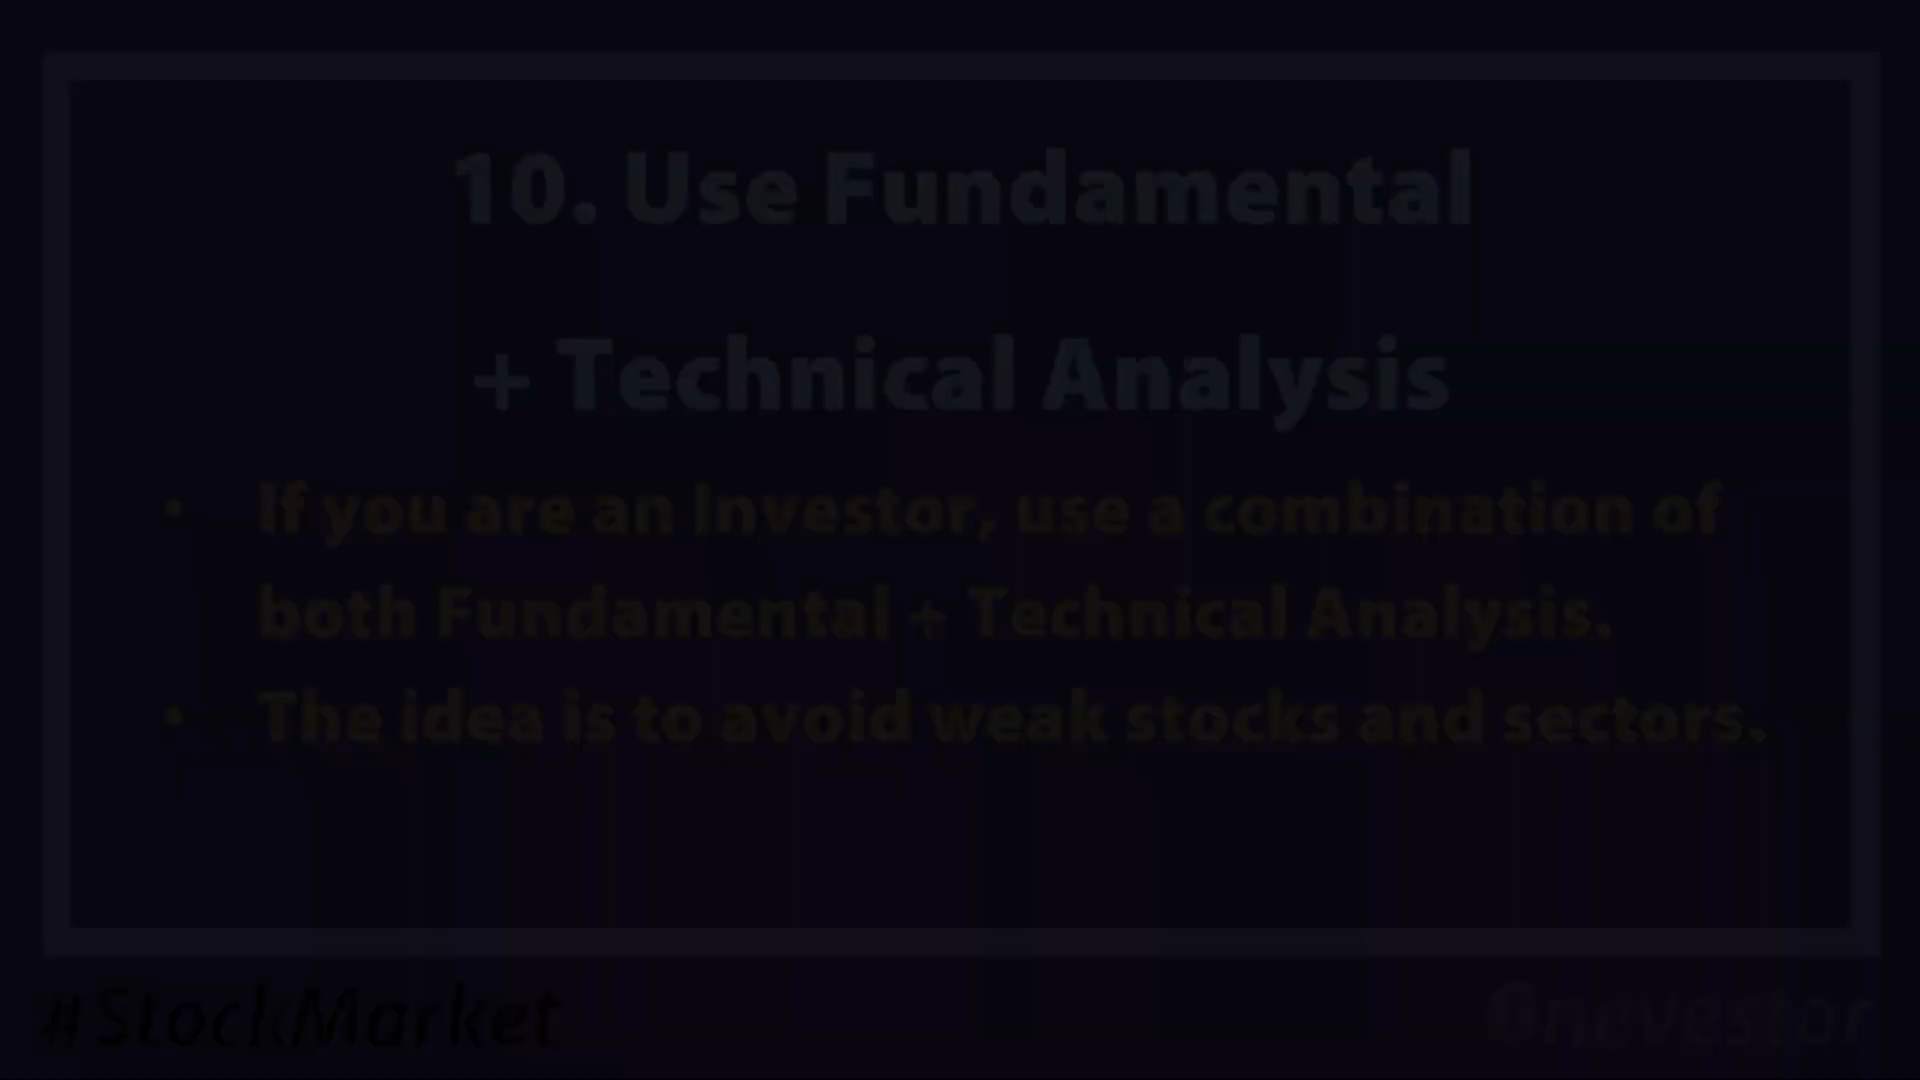 10. Use Fundamental
+ Technical Analysis
• If you are an Investor, use a combination of
both Fundamental + Technical Analysis.
• The idea is to avoid weak stocks and sectors.
#StockMarket
Onevestor